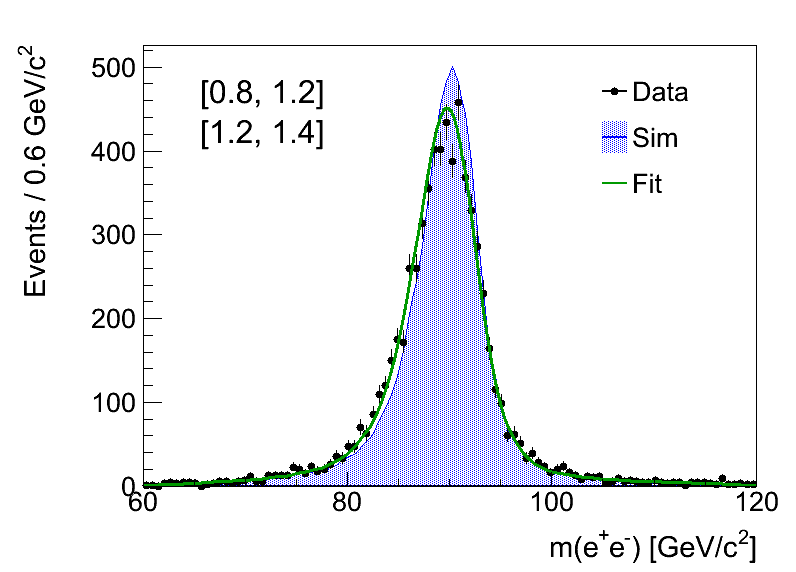 Events / 0.6 GeV/c²
500
400
300
200
100
0
[0.8, 1.2]
[1.2, 1.4]
Data
Sim
Fit
60 80 100 120
m(e⁺e⁻) [GeV/c²]